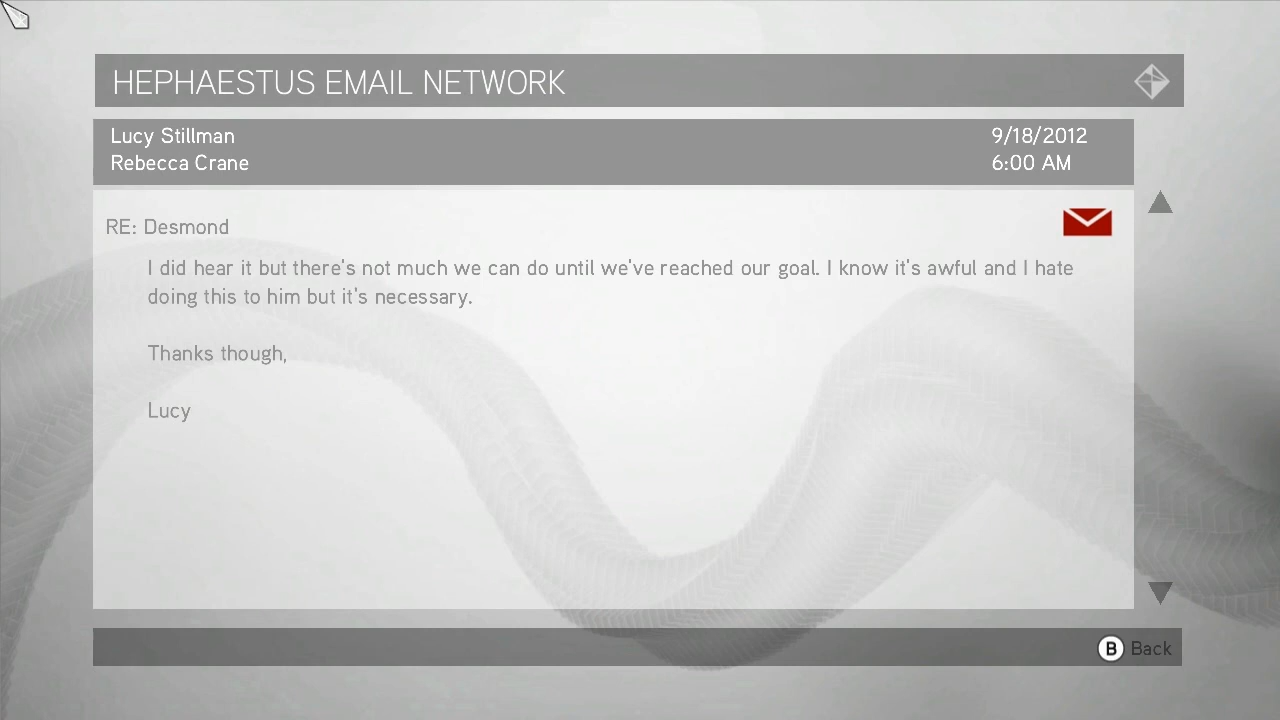 HEPHAESTUS EMAIL NETWORK
Lucy Stillman
9/18/2012
Rebecca Crane
6:00 AM
RE: Desmond
I did hear it but there's not much we can do until we've reached our goal. I know it's awful and I hate
doing this to him but it's necessary.
Thanks though,
Lucy
B Back